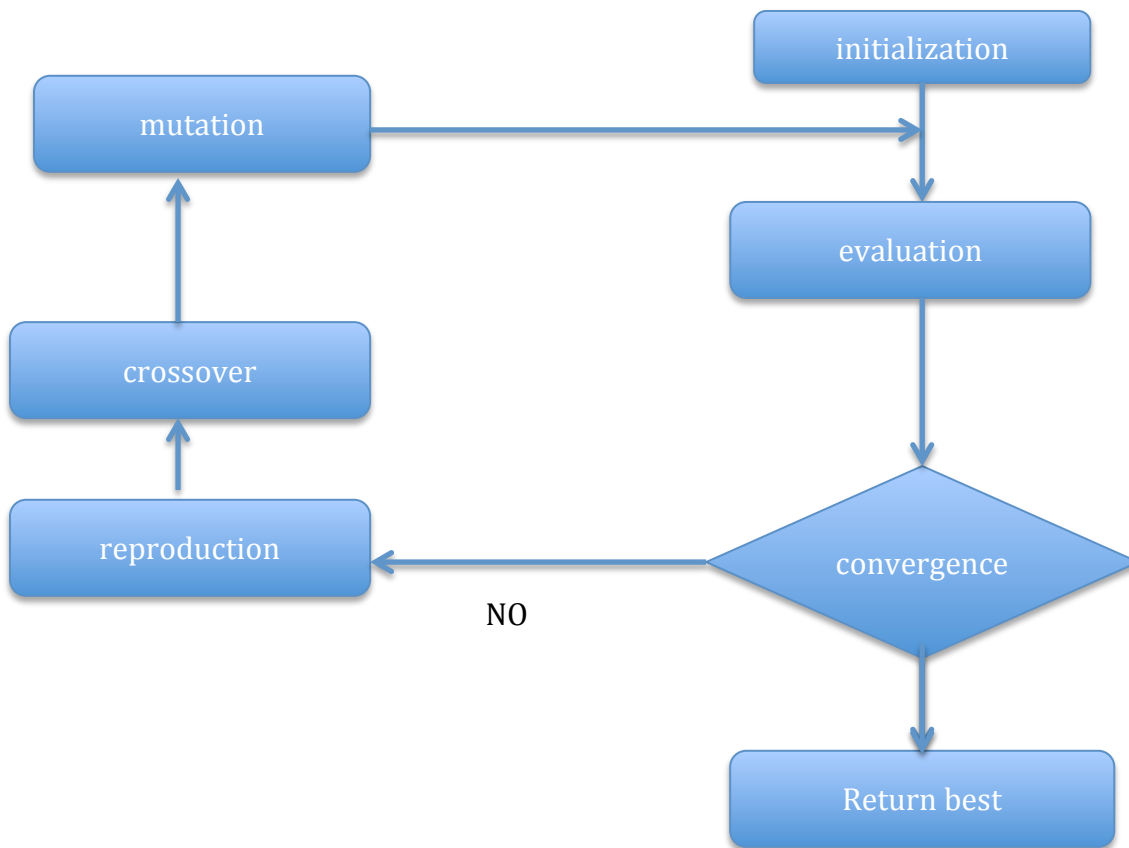 initialization
mutation
evaluation
crossover
reproduction
convergence
NO
Return best